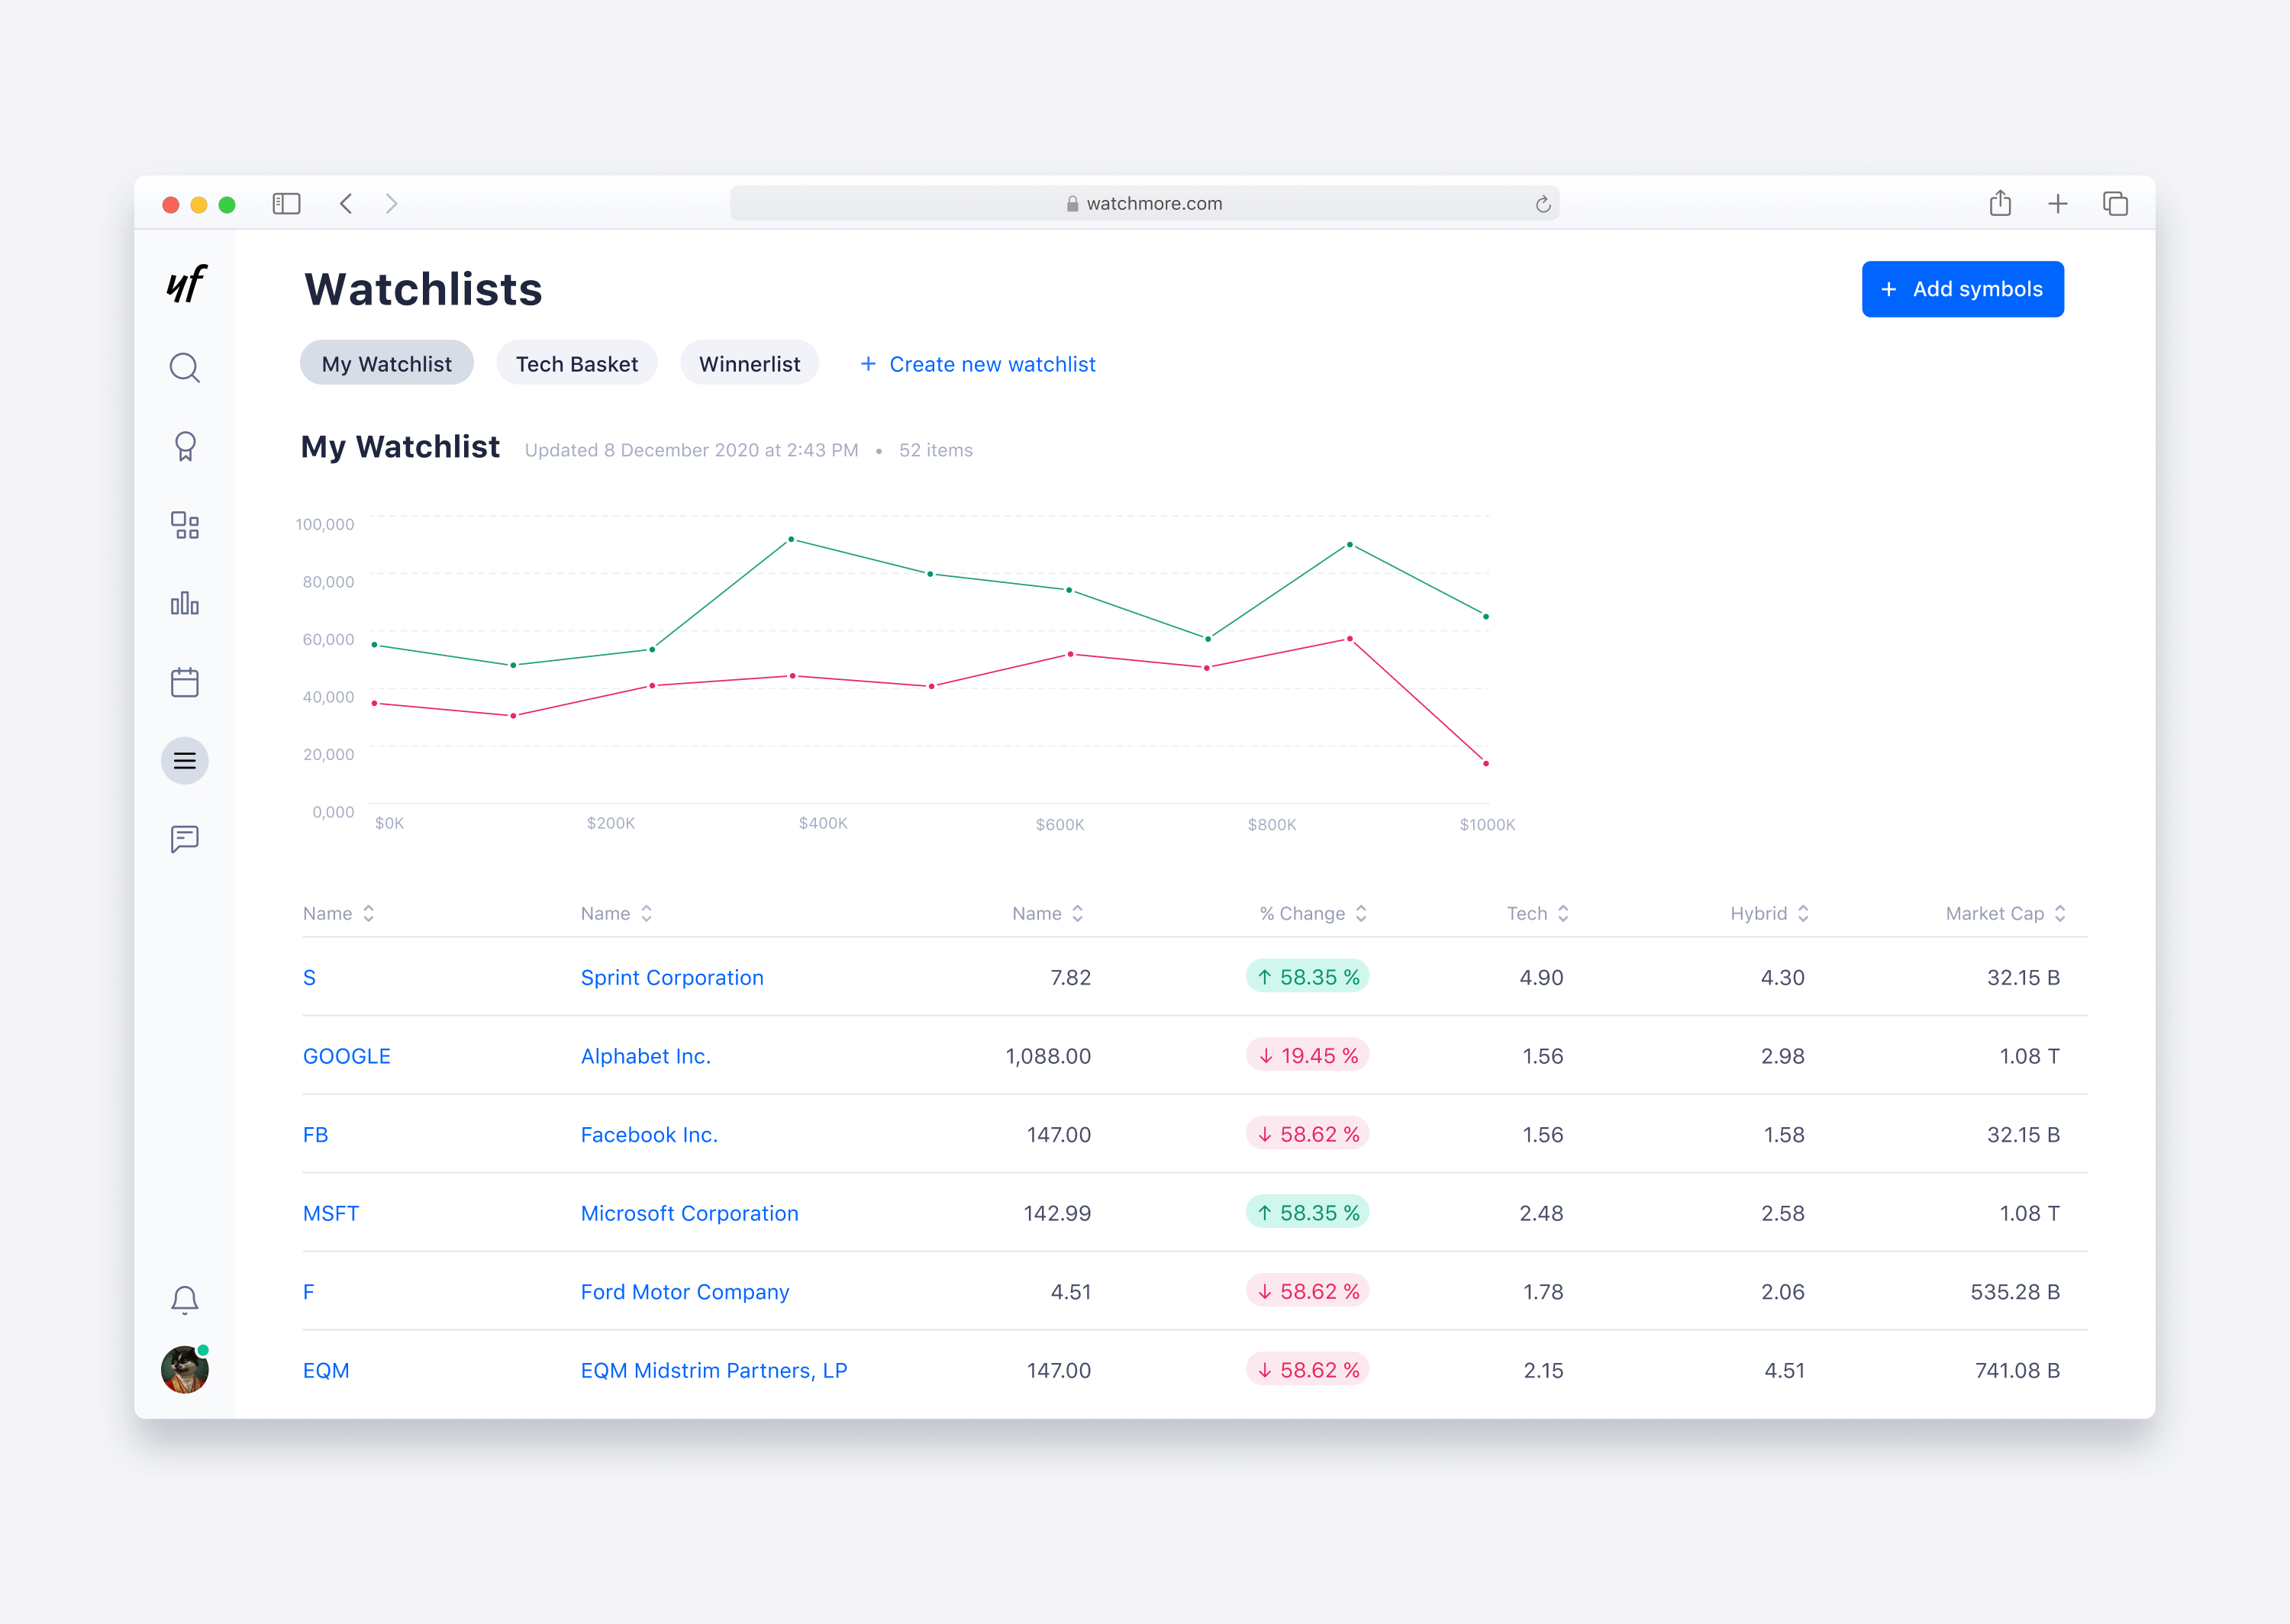 watchmore.com
yf
Watchlists
+ Add symbols
My Watchlist Tech Basket Winnerlist + Create new watchlist
My Watchlist Updated 8 December 2020 at 2:43 PM • 52 items
100,000
80,000
60,000
40,000
20,000
0,000
$0K $200K $400K $600K $800K $1000K
Name Name Name % Change Tech Hybrid Market Cap
S Sprint Corporation 7.82 ↑ 58.35 % 4.90 4.30 32.15 B
GOOGLE Alphabet Inc. 1,088.00 ↓ 19.45 % 1.56 2.98 1.08 T
FB Facebook Inc. 147.00 ↓ 58.62 % 1.56 1.58 32.15 B
MSFT Microsoft Corporation 142.99 ↑ 58.35 % 2.48 2.58 1.08 T
F Ford Motor Company 4.51 ↓ 58.62 % 1.78 2.06 535.28 B
EQM EQM Midstrim Partners, LP 147.00 ↓ 58.62 % 2.15 4.51 741.08 B